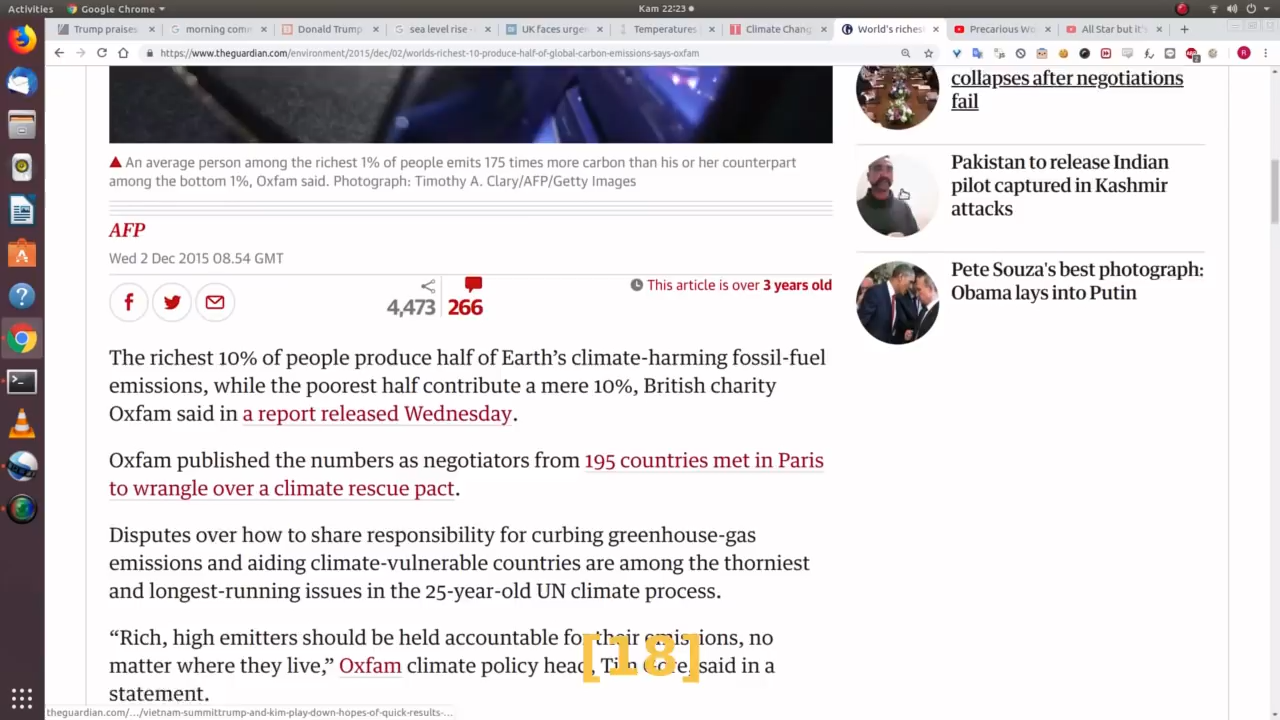 Activities
Google Chrome
Kam 22:23
Trump praises
morning comm
Donald Trump
sea level rise -
UK faces urge
Temperatures
Climate Chang
World's riches
Precarious Wo
All Star but it's
https://www.theguardian.com/environment/2015/dec/02/worlds-richest-10-produce-half-of-global-carbon-emissions-says-oxfam
R
An average person among the richest 1% of people emits 175 times more carbon than his or her counterpart
among the bottom 1%, Oxfam said. Photograph: Timothy A. Clary/AFP/Getty Images
AFP
Wed 2 Dec 2015 08.54 GMT
4,473
266
This article is over 3 years old
The richest 10% of people produce half of Earth's climate-harming fossil-fuel
emissions, while the poorest half contribute a mere 10%, British charity
Oxfam said in a report released Wednesday.
Oxfam published the numbers as negotiators from 195 countries met in Paris
to wrangle over a climate rescue pact.
Disputes over how to share responsibility for curbing greenhouse-gas
emissions and aiding climate-vulnerable countries are among the thorniest
and longest-running issues in the 25-year-old UN climate process.
“Rich, high emitters should be held accountable for their emissions, no
matter where they live,” Oxfam climate policy head, Tim Gore, said in a
statement.
[18]
collapses after negotiations
fail
Pakistan to release Indian
pilot captured in Kashmir
attacks
Pete Souza's best photograph:
Obama lays into Putin
theguardian.com/.../vietnam-summittrump-and-kim-play-down-hopes-of-quick-results-...